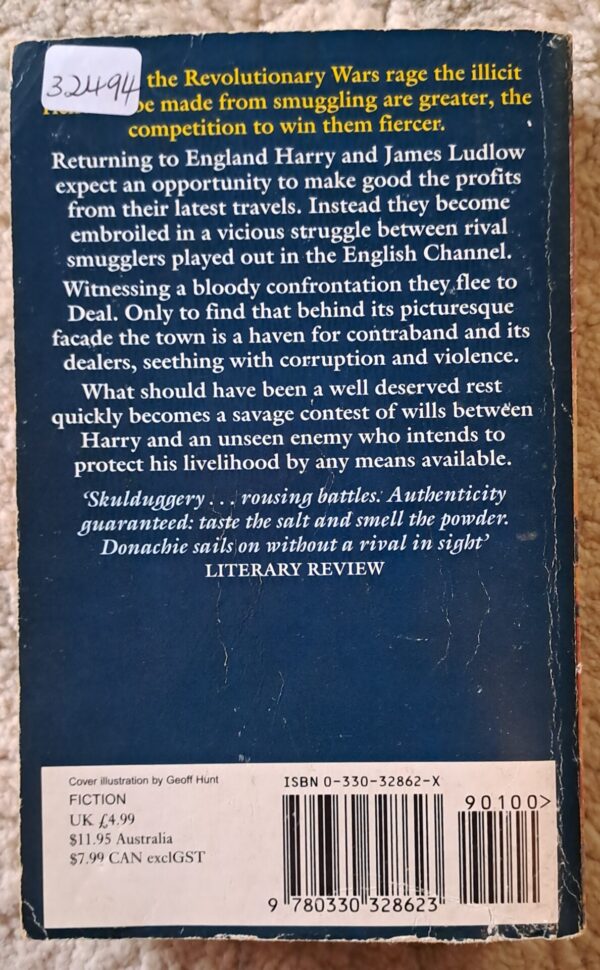 32494
the Revolutionary Wars rage the illicit
be made from smuggling are greater, the
competition to win them fiercer.
Returning to England Harry and James Ludlow
expect an opportunity to make good the profits
from their latest travels. Instead they become
embroiled in a vicious struggle between rival
smugglers played out in the English Channel.
Witnessing a bloody confrontation they flee to
Deal. Only to find that behind its picturesque
facade the town is a haven for contraband and its
dealers, seething with corruption and violence.
What should have been a well deserved rest
quickly becomes a savage contest of wills between
Harry and an unseen enemy who intends to
protect his livelihood by any means available.
‘Skulduggery . . . rousing battles. Authenticity
guaranteed: taste the salt and smell the powder.
Donachie sails on without a rival in sight’
LITERARY REVIEW
Cover illustration by Geoff Hunt
FICTION
UK £4.99
$11.95 Australia
$7.99 CAN exclGST
ISBN 0-330-32862-X
90100>
9 780330 328623